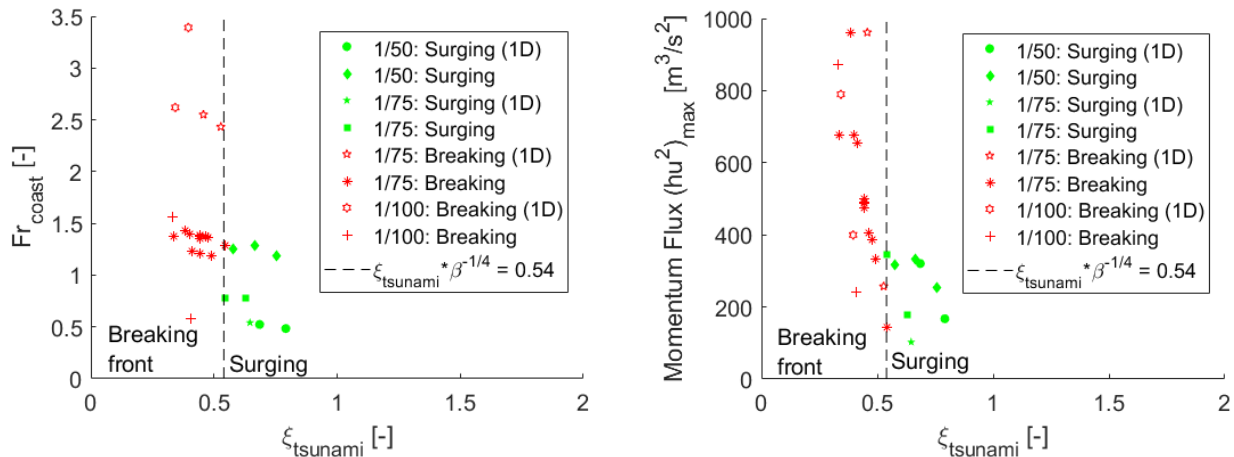 3.5
3
2.5
2
1.5
1
0.5
0
Fr_coast [-]
1/50: Surging (1D)
1/50: Surging
1/75: Surging (1D)
1/75: Surging
1/75: Breaking (1D)
1/75: Breaking
1/100: Breaking (1D)
1/100: Breaking
ξ_tsunami * β^-1/4 = 0.54
Breaking
front
Surging
0 0.5 1 1.5 2
ξ_tsunami [-]
1000
800
600
400
200
0
Momentum Flux (hu²)_max [m³/s²]
1/50: Surging (1D)
1/50: Surging
1/75: Surging (1D)
1/75: Surging
1/75: Breaking (1D)
1/75: Breaking
1/100: Breaking (1D)
1/100: Breaking
ξ_tsunami * β^-1/4 = 0.54
Breaking
front
Surging
0 0.5 1 1.5 2
ξ_tsunami [-]